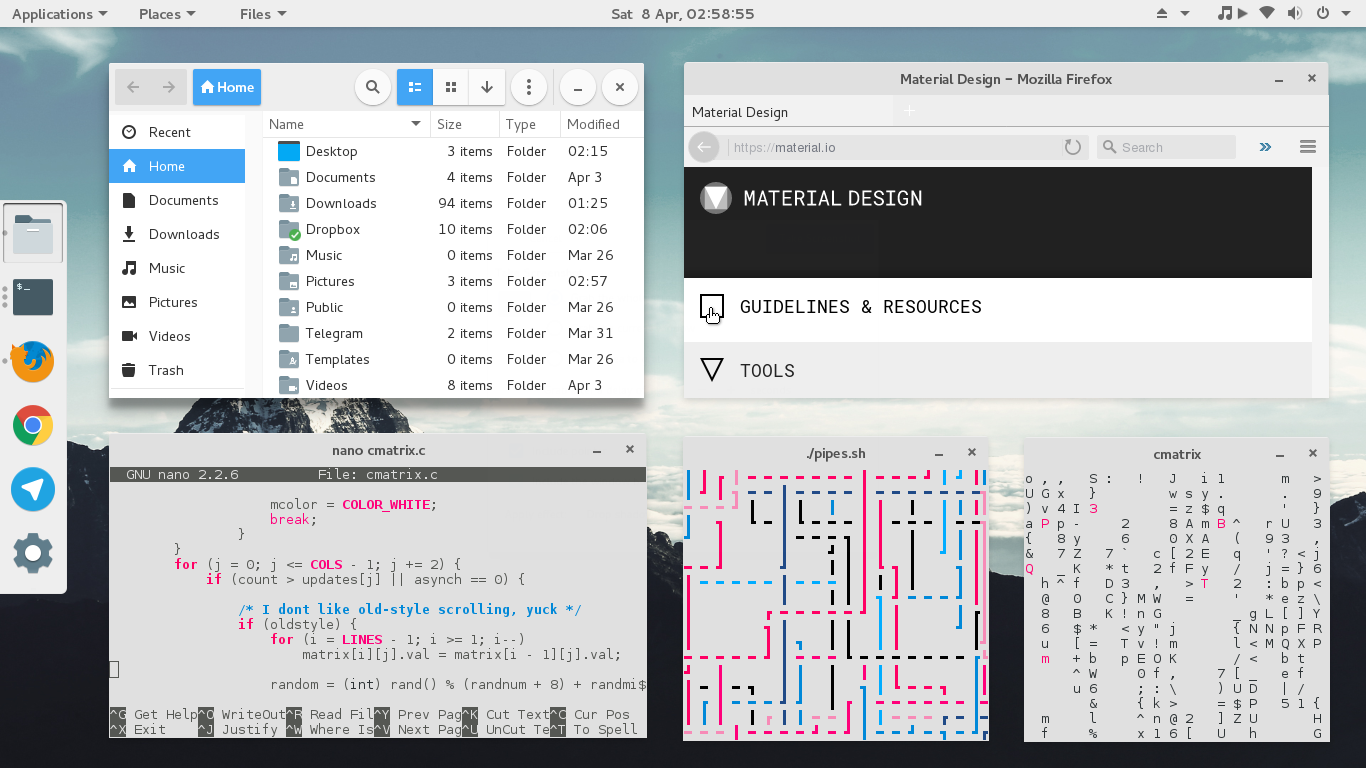 Applications Places Files Sat 8 Apr, 02:58:55
Home
Name Size Type Modified
Recent
Home
Documents
Downloads
Music
Pictures
Videos
Trash
Desktop 3 items Folder 02:15
Documents 4 items Folder Apr 3
Downloads 94 items Folder 01:25
Dropbox 10 items Folder 02:06
Music 0 items Folder Mar 26
Pictures 3 items Folder 02:57
Public 0 items Folder Mar 26
Telegram 2 items Folder Mar 31
Templates 0 items Folder Mar 26
Videos 8 items Folder Apr 3
Material Design - Mozilla Firefox
Material Design
https://material.io Search
MATERIAL DESIGN
GUIDELINES & RESOURCES
TOOLS
$_
nano cmatrix.c
GNU nano 2.2.6 File: cmatrix.c
mcolor = COLOR_WHITE;
break;
}
}
for (j = 0; j <= COLS - 1; j += 2) {
if (count > updates[j] || asynch == 0) {
/* I dont like old-style scrolling, yuck */
if (oldstyle) {
for (i = LINES - 1; i >= 1; i--)
matrix[i][j].val = matrix[i - 1][j].val;
random = (int) rand() % (randnum + 8) + randmi$
^G Get Help^O WriteOut^R Read Fil^Y Prev Pag^K Cut Text^C Cur Pos
^X Exit ^J Justify ^W Where Is^V Next Pag^U UnCut Te^T To Spell
./pipes.sh
cmatrix